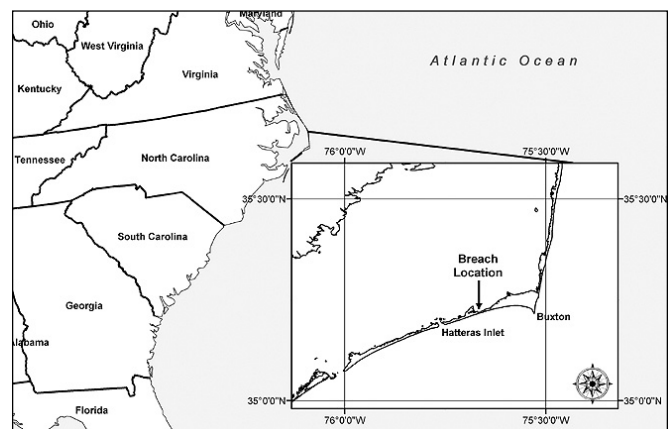 Maryland
Ohio
West Virginia
Virginia
Kentucky
Atlantic Ocean
Tennessee
North Carolina
South Carolina
Georgia
Alabama
Florida
76°0'0"W
75°30'0"W
35°30'0"N
35°30'0"N
Breach
Location
Hatteras Inlet
Buxton
35°0'0"N
35°0'0"N
76°0'0"W
75°30'0"W